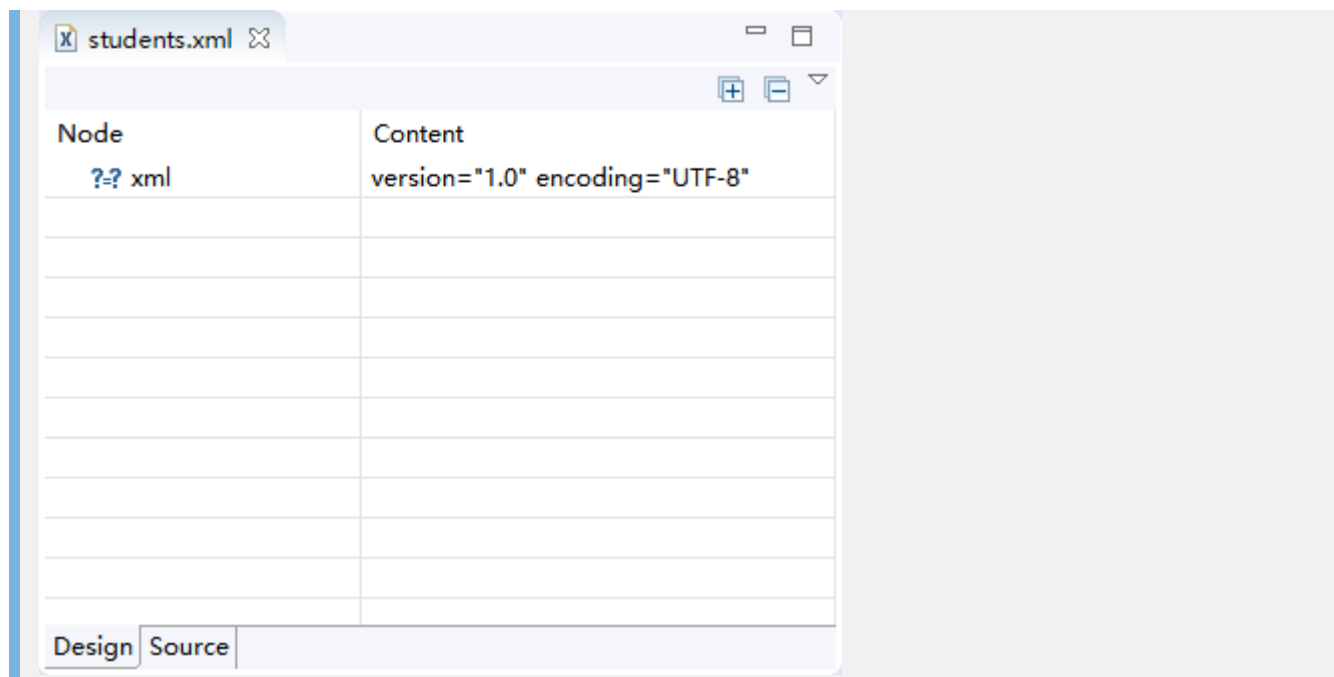 students.xml
Node Content
?=? xml version="1.0" encoding="UTF-8"
Design Source